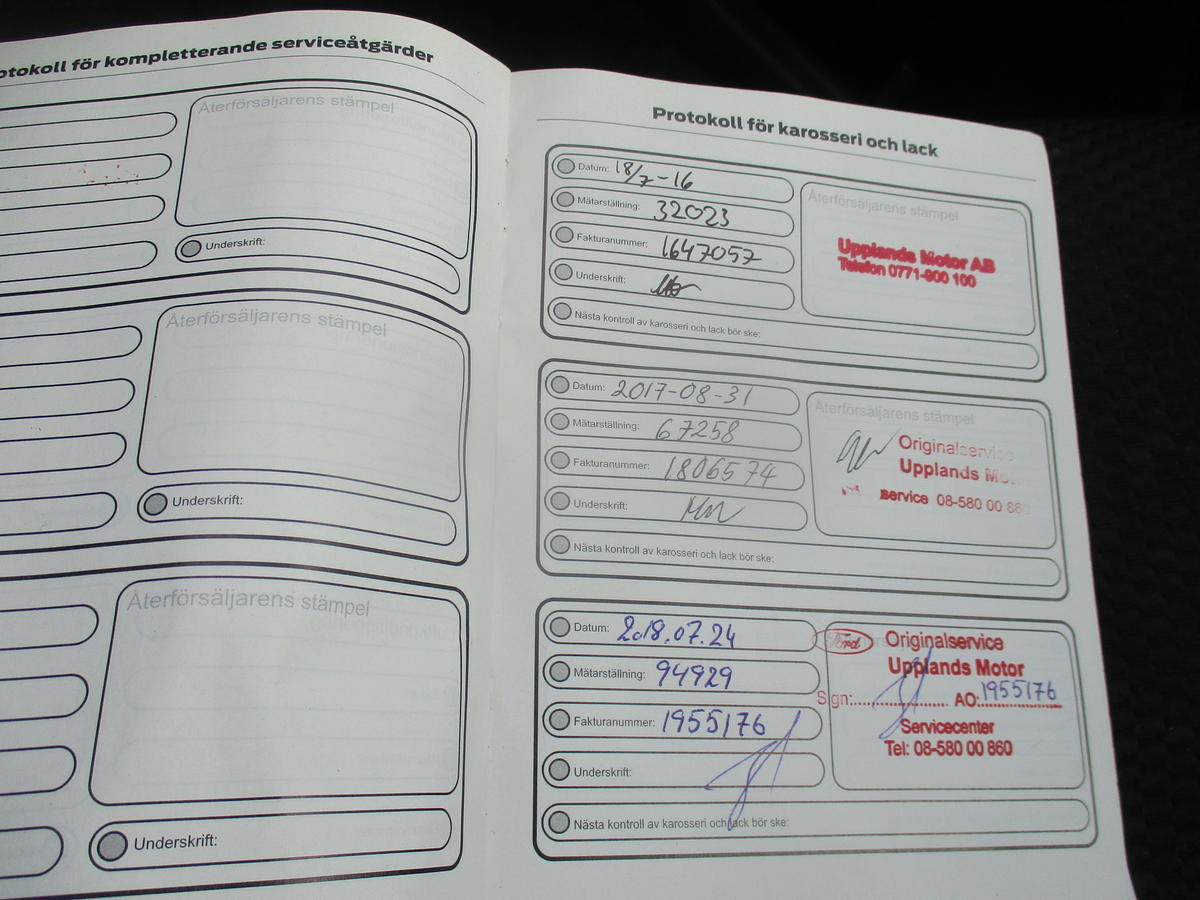 otokoll för kompletterande serviceåtgärder
Återförsäljarens stämpel
Underskrift:
Återförsäljarens stämpel
Underskrift:
Återförsäljarens stämpel
Underskrift:
Protokoll för karosseri och lack
Datum: 18/7-16
Mätarställning: 32023
Fakturanummer: 1647057
Underskrift:
Nästa kontroll av karosseri och lack bör ske:
Återförsäljarens stämpel
Upplands Motor AB
Telefon 0771-900 100
Datum: 2017-08-31
Mätarställning: 67258
Fakturanummer: 1806574
Underskrift:
Nästa kontroll av karosseri och lack bör ske:
Återförsäljarens stämpel
Originalservice
Upplands Mo
Service 08-580 00 86
Datum: 2018.07.24
Mätarställning: 94929
Fakturanummer: 1955176
Underskrift:
Nästa kontroll av karosseri och lack bör ske:
Ford Originalservice
Upplands Motor
Sign:.................... AO:1955176
Servicecenter
Tel: 08-580 00 860